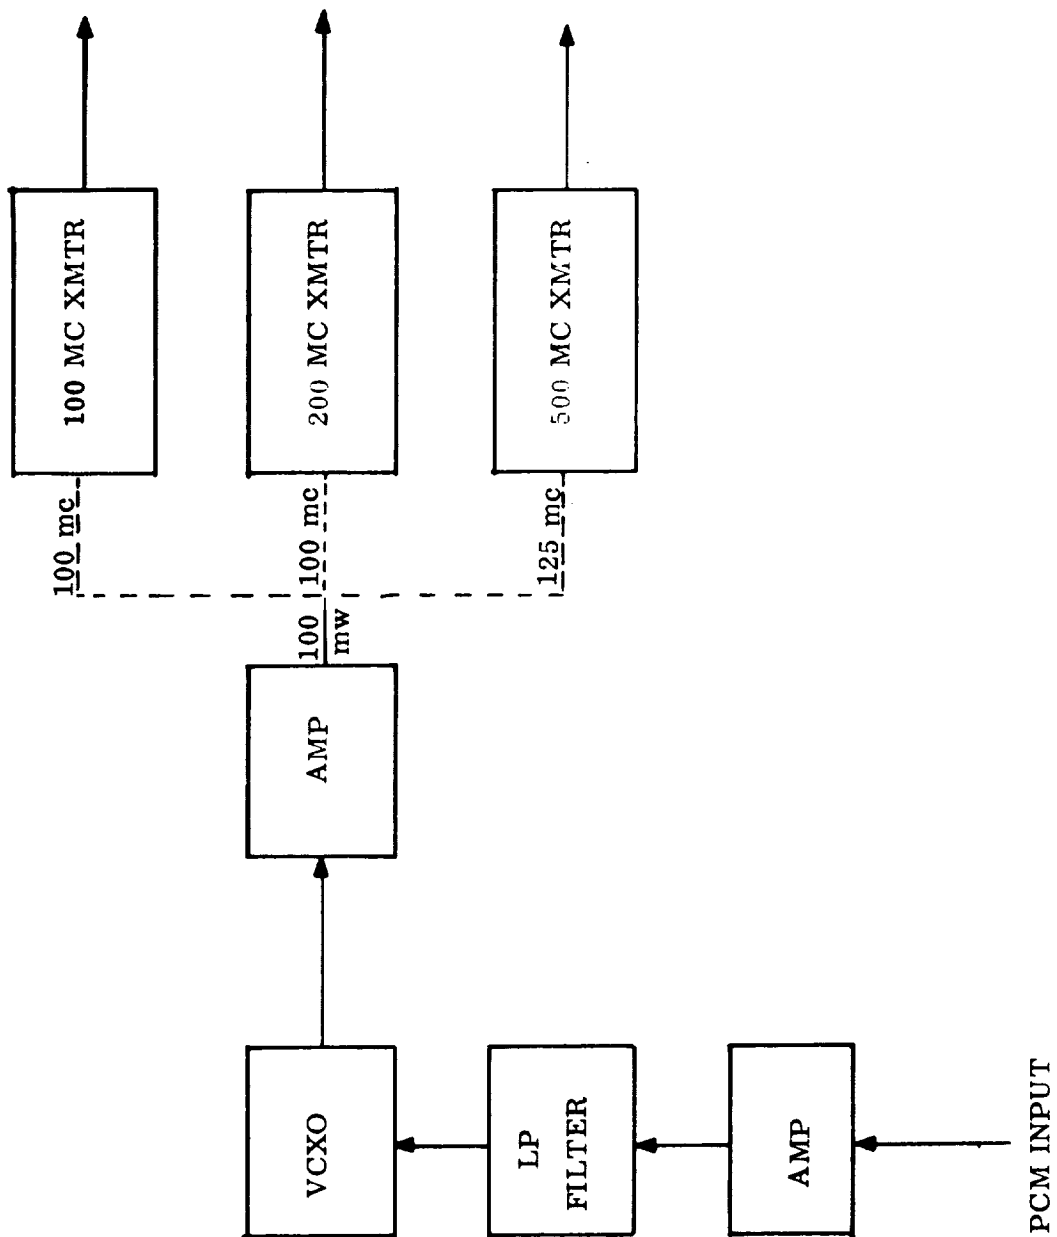 PCM INPUT
AMP
LP
FILTER
VCXO
AMP
100
mw
100 mc
100 mc
125 mc
100 MC XMTR
200 MC XMTR
500 MC XMTR